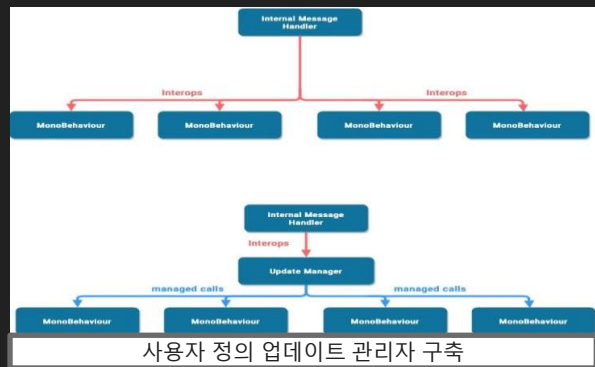 Internal Message
Handler
Interops
Interops
MonoBehaviour
MonoBehaviour
MonoBehaviour
MonoBehaviour
Internal Message
Handler
Interops
Update Manager
managed calls
managed calls
MonoBehaviour
MonoBehaviour
MonoBehaviour
MonoBehaviour
사용자 정의 업데이트 관리자 구축